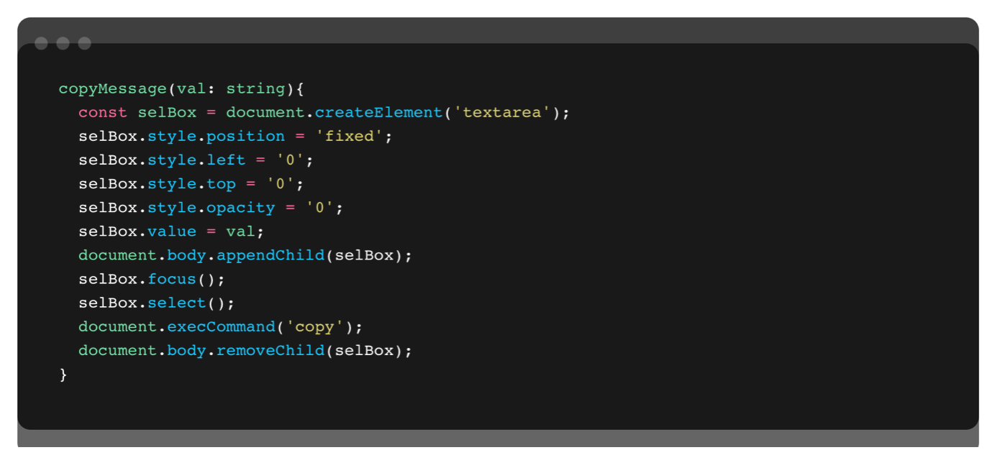 copyMessage(val: string){
  const selBox = document.createElement('textarea');
  selBox.style.position = 'fixed';
  selBox.style.left = '0';
  selBox.style.top = '0';
  selBox.style.opacity = '0';
  selBox.value = val;
  document.body.appendChild(selBox);
  selBox.focus();
  selBox.select();
  document.execCommand('copy');
  document.body.removeChild(selBox);
}